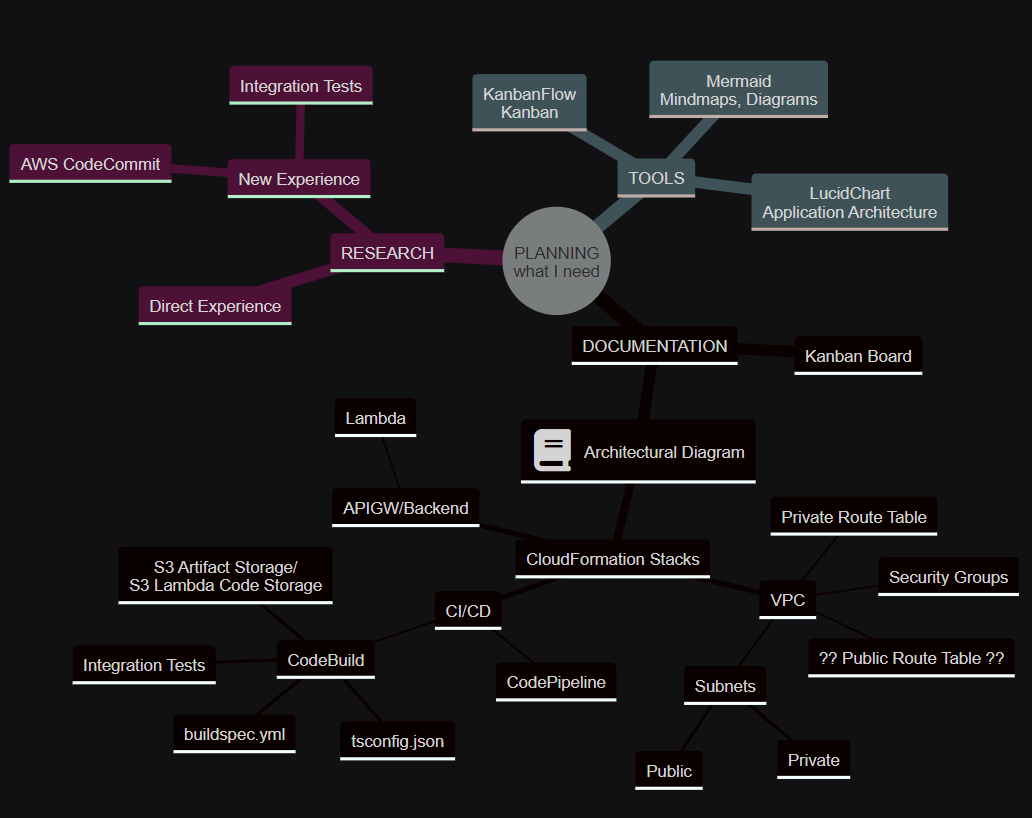 Integration Tests
AWS CodeCommit
New Experience
RESEARCH
Direct Experience
KanbanFlow
Kanban
Mermaid
Mindmaps, Diagrams
TOOLS
LucidChart
Application Architecture
PLANNING
what I need
DOCUMENTATION
Kanban Board
Architectural Diagram
Lambda
APIGW/Backend
CloudFormation Stacks
S3 Artifact Storage/
S3 Lambda Code Storage
CI/CD
CodeBuild
Integration Tests
buildspec.yml
tsconfig.json
CodePipeline
Private Route Table
Security Groups
VPC
?? Public Route Table ??
Subnets
Public
Private